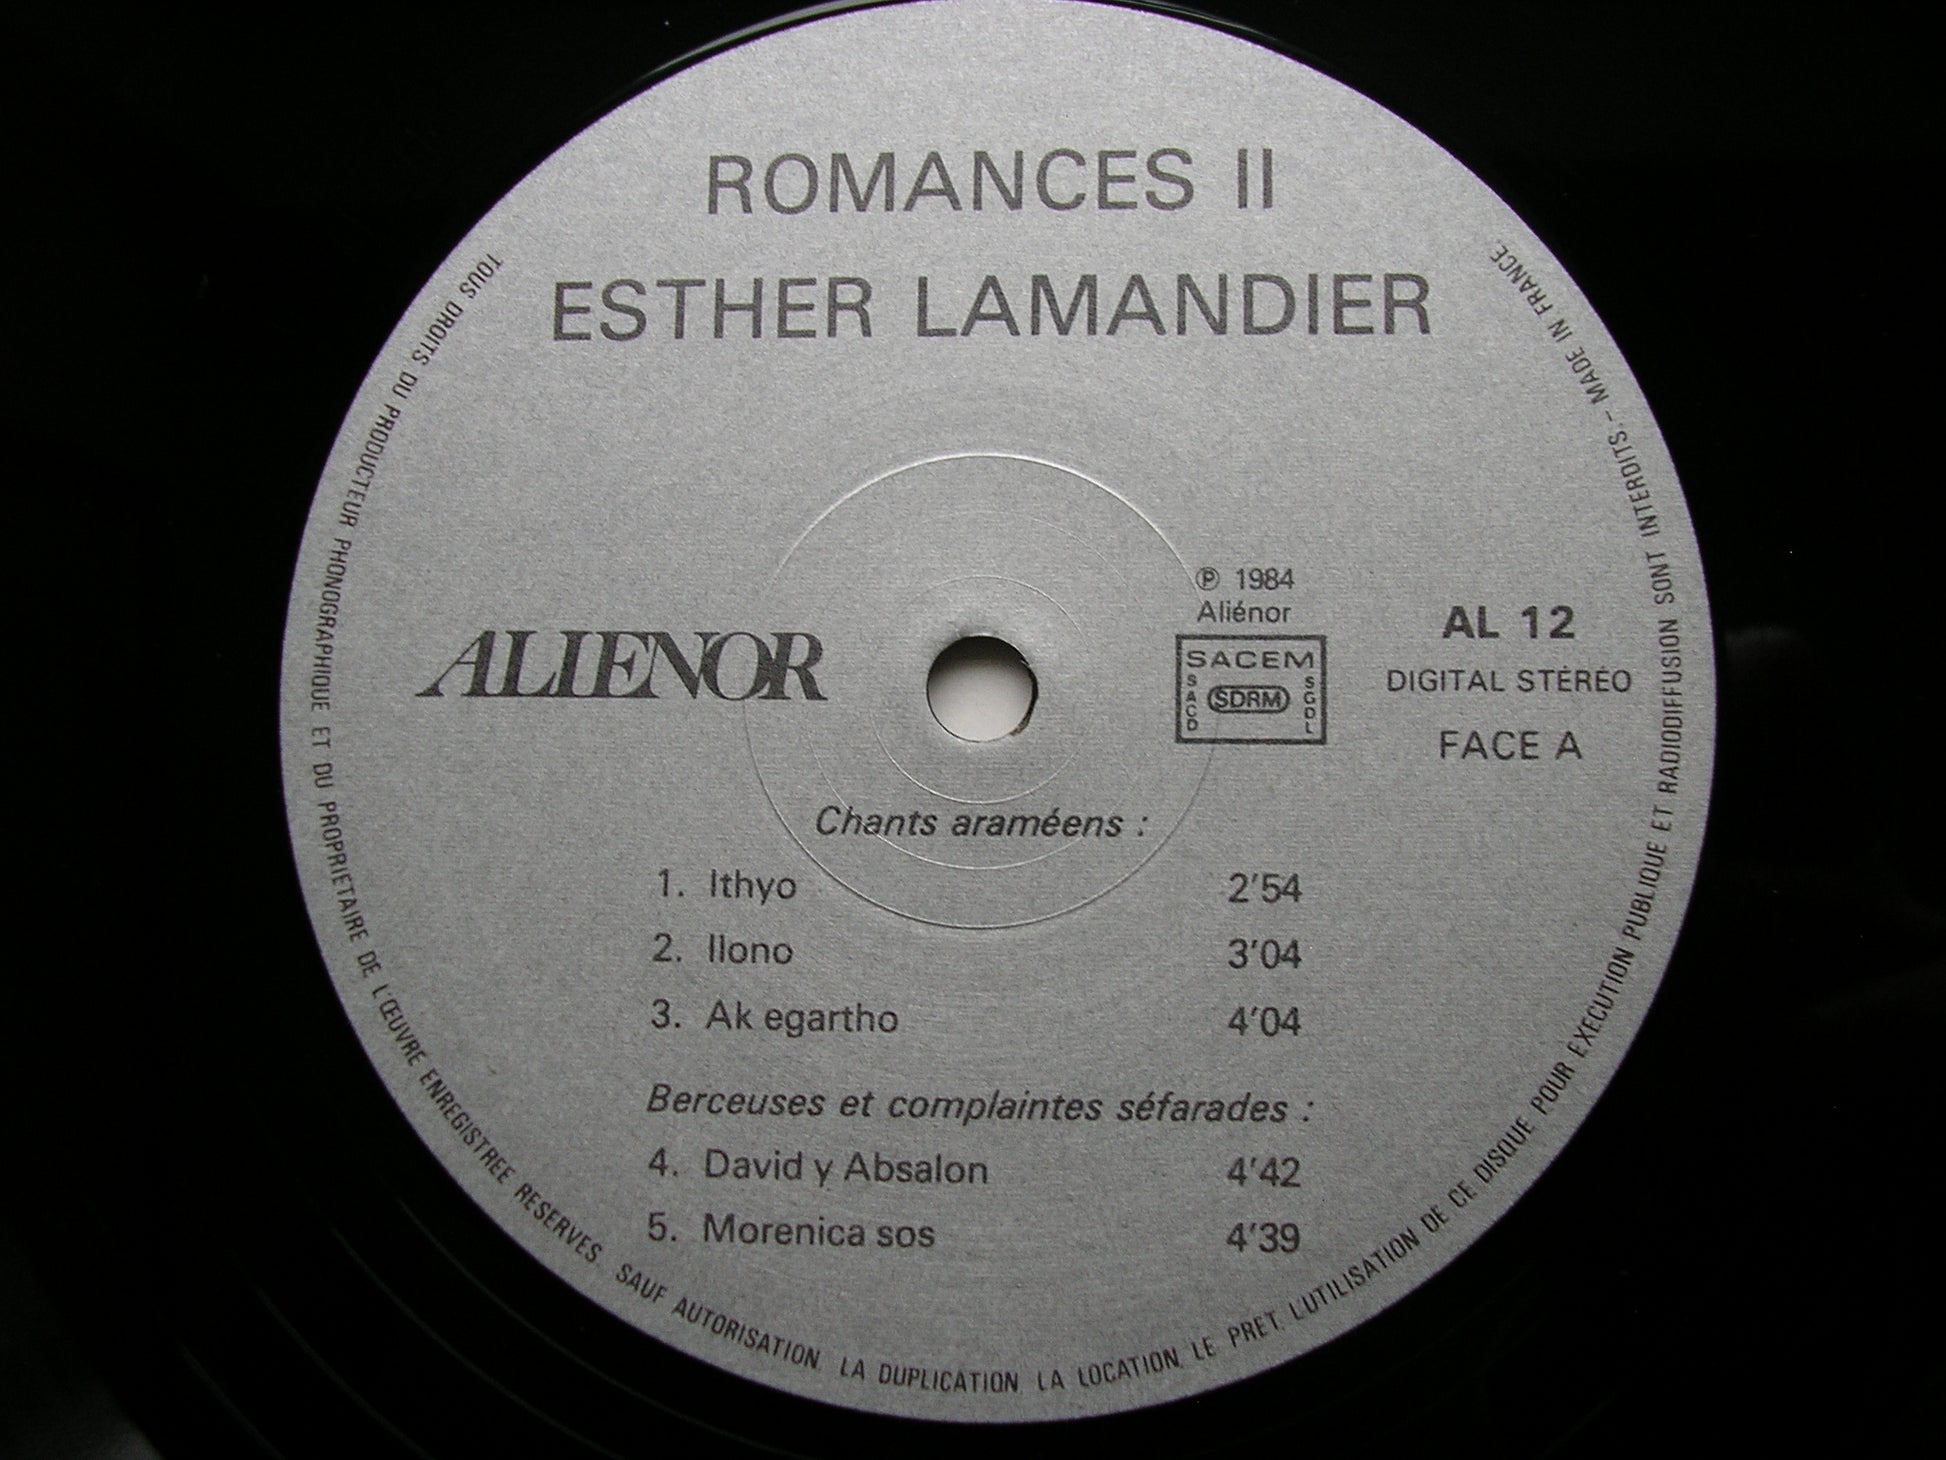 ROMANCES II
ESTHER LAMANDIER
ALIENOR
Ⓟ 1984
Aliénor
SACEM
SACD
SDRM
SGDL
AL 12
DIGITAL STÉRÉO
FACE A
Chants araméens :
1. Ithyo 2'54
2. Ilono 3'04
3. Ak egartho 4'04
Berceuses et complaintes séfarades :
4. David y Absalon 4'42
5. Morenica sos 4'39
TOUS DROITS DU PRODUCTEUR PHONOGRAPHIQUE ET DU PROPRIETAIRE DE L'ŒUVRE ENREGISTREE RESERVES. SAUF AUTORISATION, LA DUPLICATION, LA LOCATION, LE PRET, L'UTILISATION DE CE DISQUE POUR EXECUTION PUBLIQUE ET RADIODIFFUSION SONT INTERDITS. – MADE IN FRANCE.